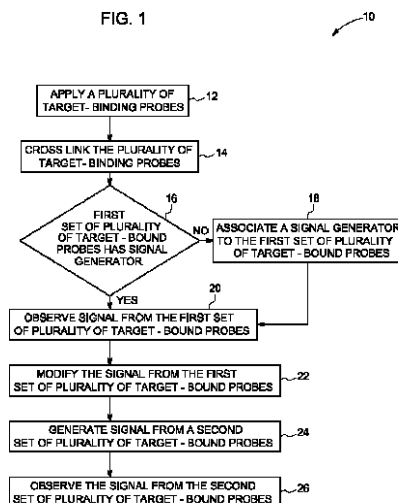 FIG. 1
10
APPLY A PLURALITY OF
TARGET- BINDING PROBES
12
CROSS LINK THE PLURALITY OF
TARGET- BINDING PROBES
14
16
FIRST
SET OF PLURALITY
OF TARGET - BOUND
PROBES HAS SIGNAL
GENERATOR
NO
18
ASSOCIATE A SIGNAL GENERATOR
TO THE FIRST SET OF PLURALITY
OF TARGET - BOUND PROBES
YES
20
OBSERVE SIGNAL FROM THE FIRST SET
OF PLURALITY OF TARGET - BOUND PROBES
MODIFY THE SIGNAL FROM THE FIRST
SET OF PLURALITY OF TARGET - BOUND PROBES
22
GENERATE SIGNAL FROM A SECOND
SET OF PLURALITY OF TARGET - BOUND PROBES
24
OBSERVE THE SIGNAL FROM THE SECOND
SET OF PLURALITY OF TARGET - BOUND PROBES
26